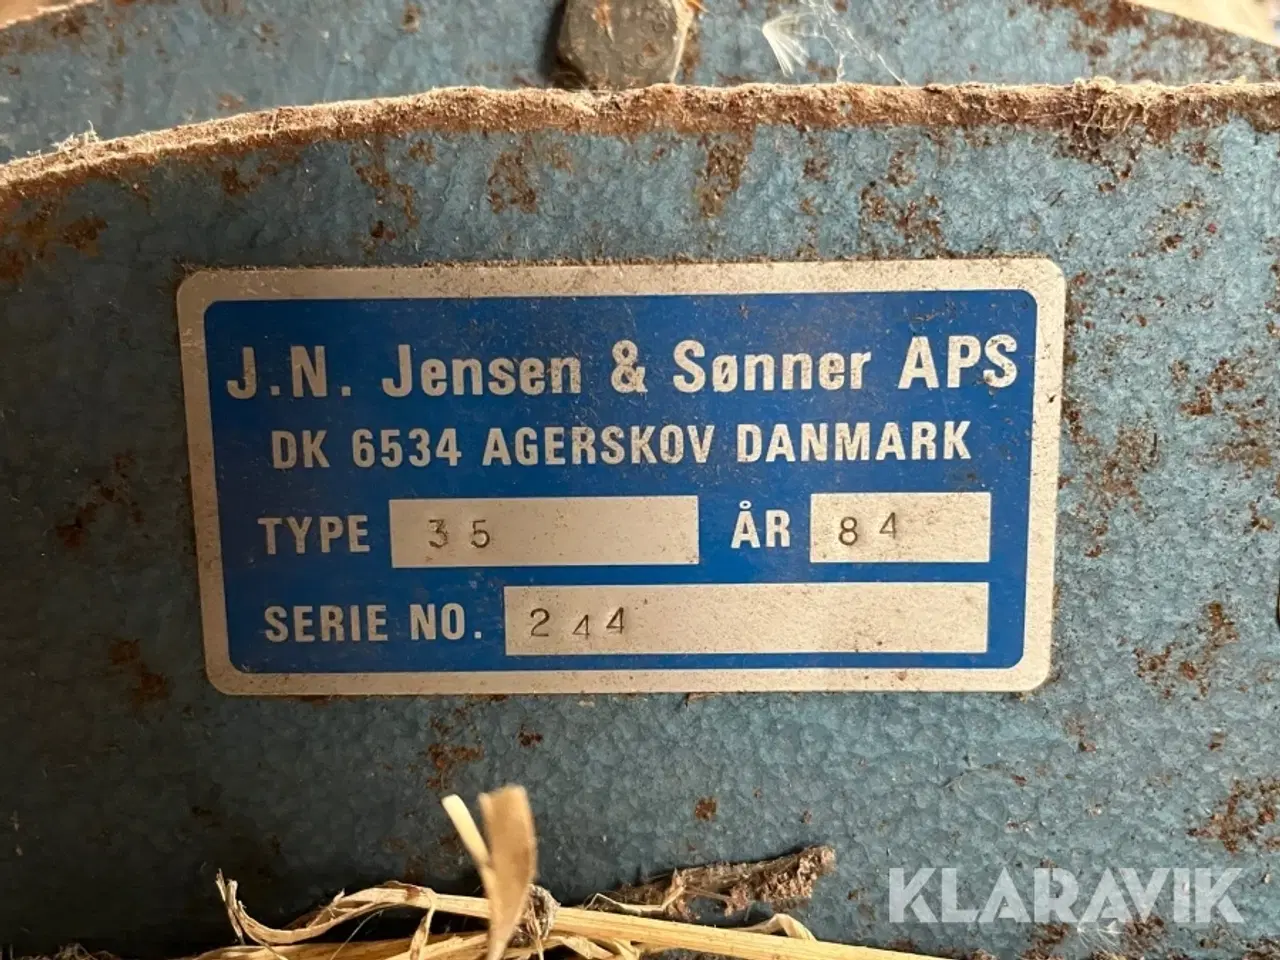 J.N. Jensen & Sønner APS
DK 6534 AGERSKOV DANMARK
TYPE 35 ÅR 84
SERIE NO. 244
KLARAVIK